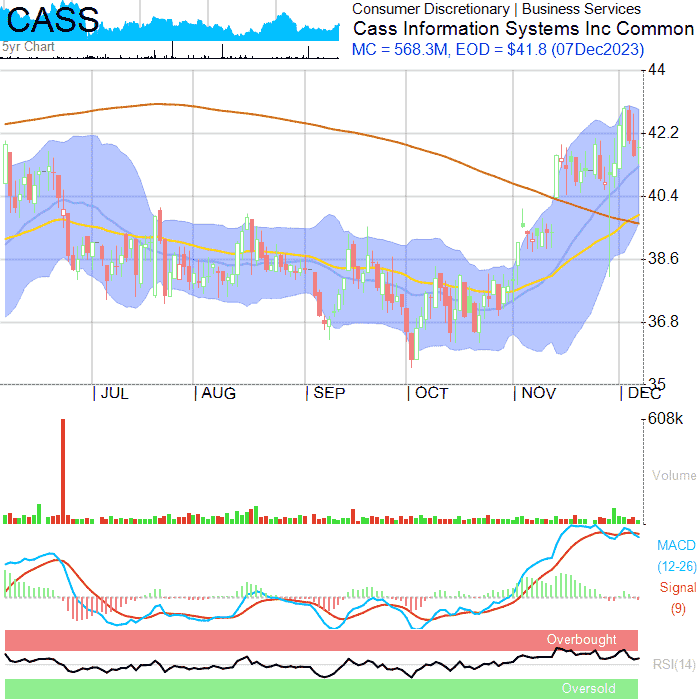 CASS
5yr Chart
Consumer Discretionary | Business Services
Cass Information Systems Inc Common
MC = 568.3M, EOD = $41.8 (07Dec2023)
44
42.2
40.4
38.6
36.8
35
JUL AUG SEP OCT NOV DEC
608k
Volume
MACD
(12-26)
Signal
(9)
Overbought
RSI(14)
Oversold